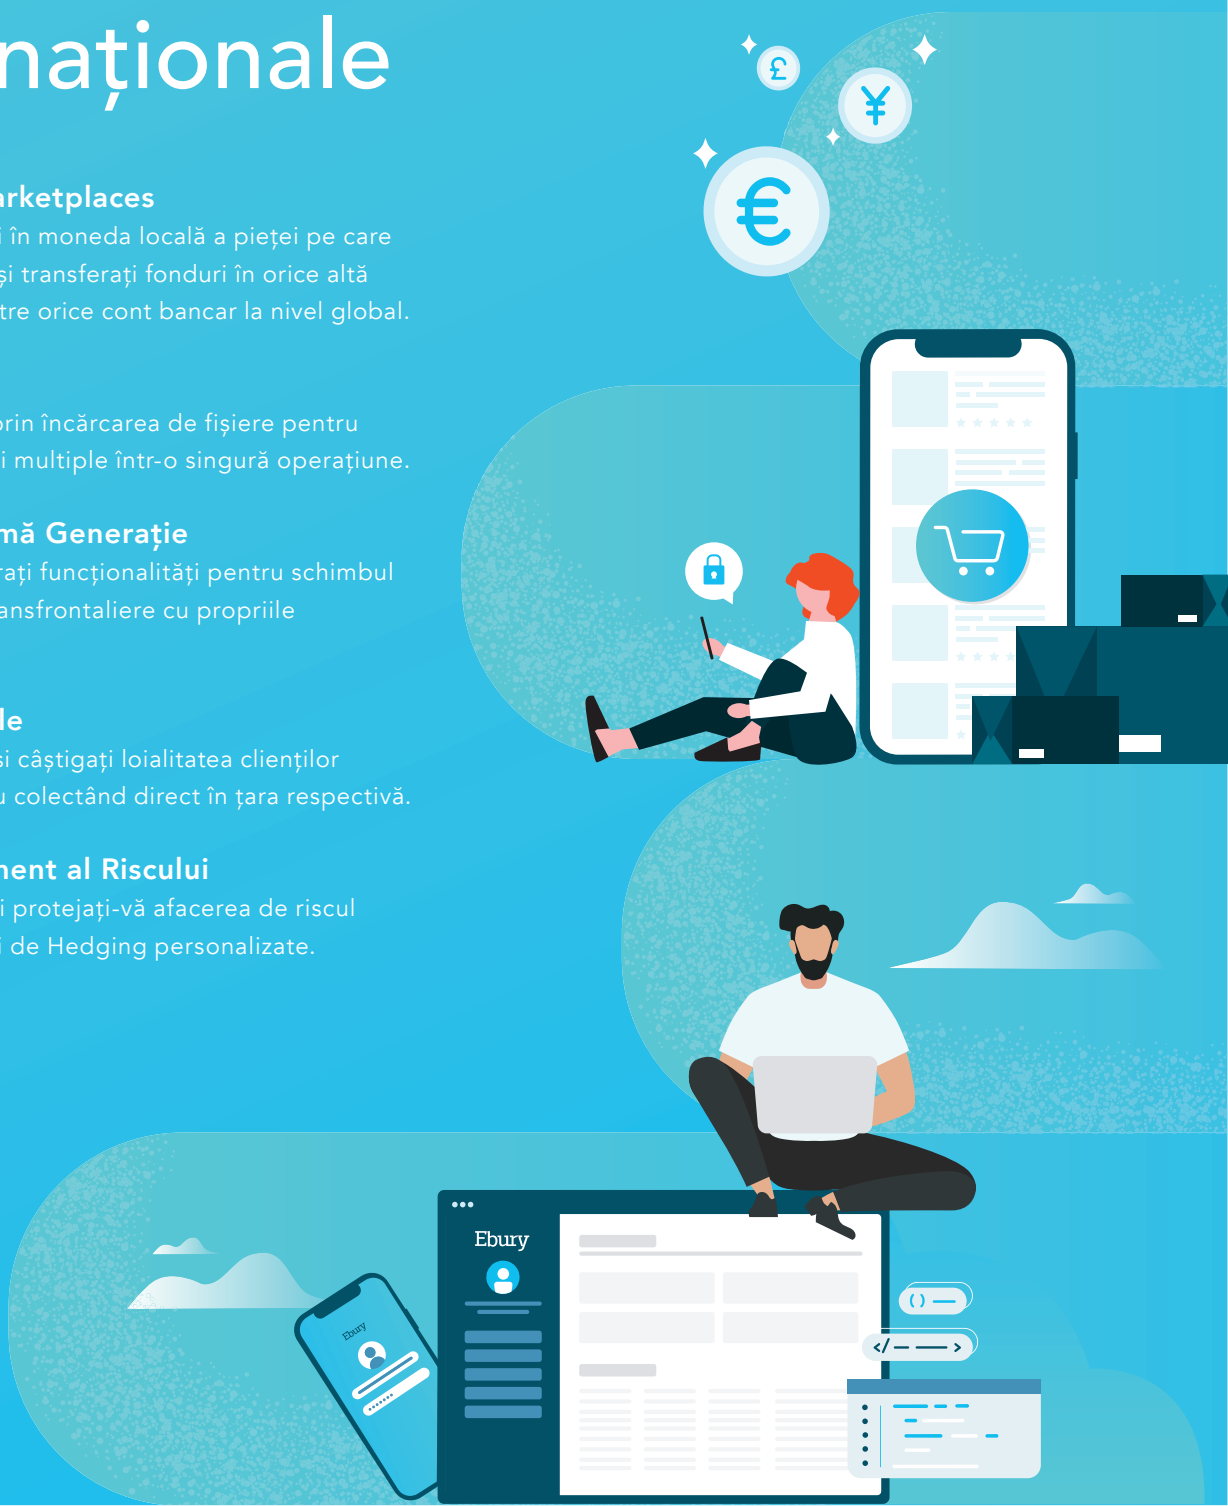 naționale
arketplaces
i în moneda locală a pieței pe care
și transferați fonduri în orice altă
tre orice cont bancar la nivel global.
prin încărcarea de fișiere pentru
i multiple într-o singură operațiune.
mă Generație
rați funcționalități pentru schimbul
ansfrontaliere cu propriile
le
si câștigați loialitatea clienților
u colectând direct în țara respectivă.
ment al Riscului
i protejați-vă afacerea de riscul
i de Hedging personalizate.
£
¥
€
Ebury
Ebury